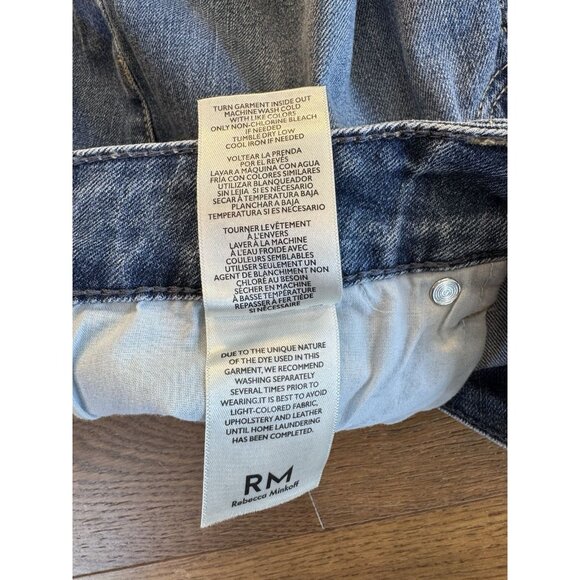 TURN GARMENT INSIDE OUT
MACHINE WASH COLD
WITH LIKE COLORS
ONLY NON-CHLORINE BLEACH
IF NEEDED
TUMBLE DRY LOW
COOL IRON IF NEEDED
VOLTEAR LA PRENDA
POR EL REVÉS
LAVAR A MAQUINA CON AGUA
FRÍA CON COLORES SIMILARES
UTILIZAR BLANQUEADOR
SIN LEJIA SI ES NECESARIO
SECAR À TEMPERATURA BAJA
PLANCHAR A BAJA
TEMPERATURA SI ES NECESARIO
TOURNER LE VÊTEMENT
À L'ENVERS
LAVER À LA MACHINE
À L'EAU FROIDE AVEC
COULEURS SEMBLABLES
UTILISER SEULEMENT UN
AGENT DE BLANCHIMENT NON
CHLORÉ AU BESOIN
SÉCHER EN MACHINE
À BASSE TEMPÉRATURE
REPASSER À FER TIÈDE
SI NÉCESSAIRE
DUE TO THE UNIQUE NATURE
OF THE DYE USED IN THIS
GARMENT, WE RECOMMEND
WASHING SEPARATELY
SEVERAL TIMES PRIOR TO
WEARING. IT IS BEST TO AVOID
LIGHT-COLORED FABRIC,
UPHOLSTERY AND LEATHER
UNTIL HOME LAUNDERING
HAS BEEN COMPLETED.
RM
Rebecca Minkoff